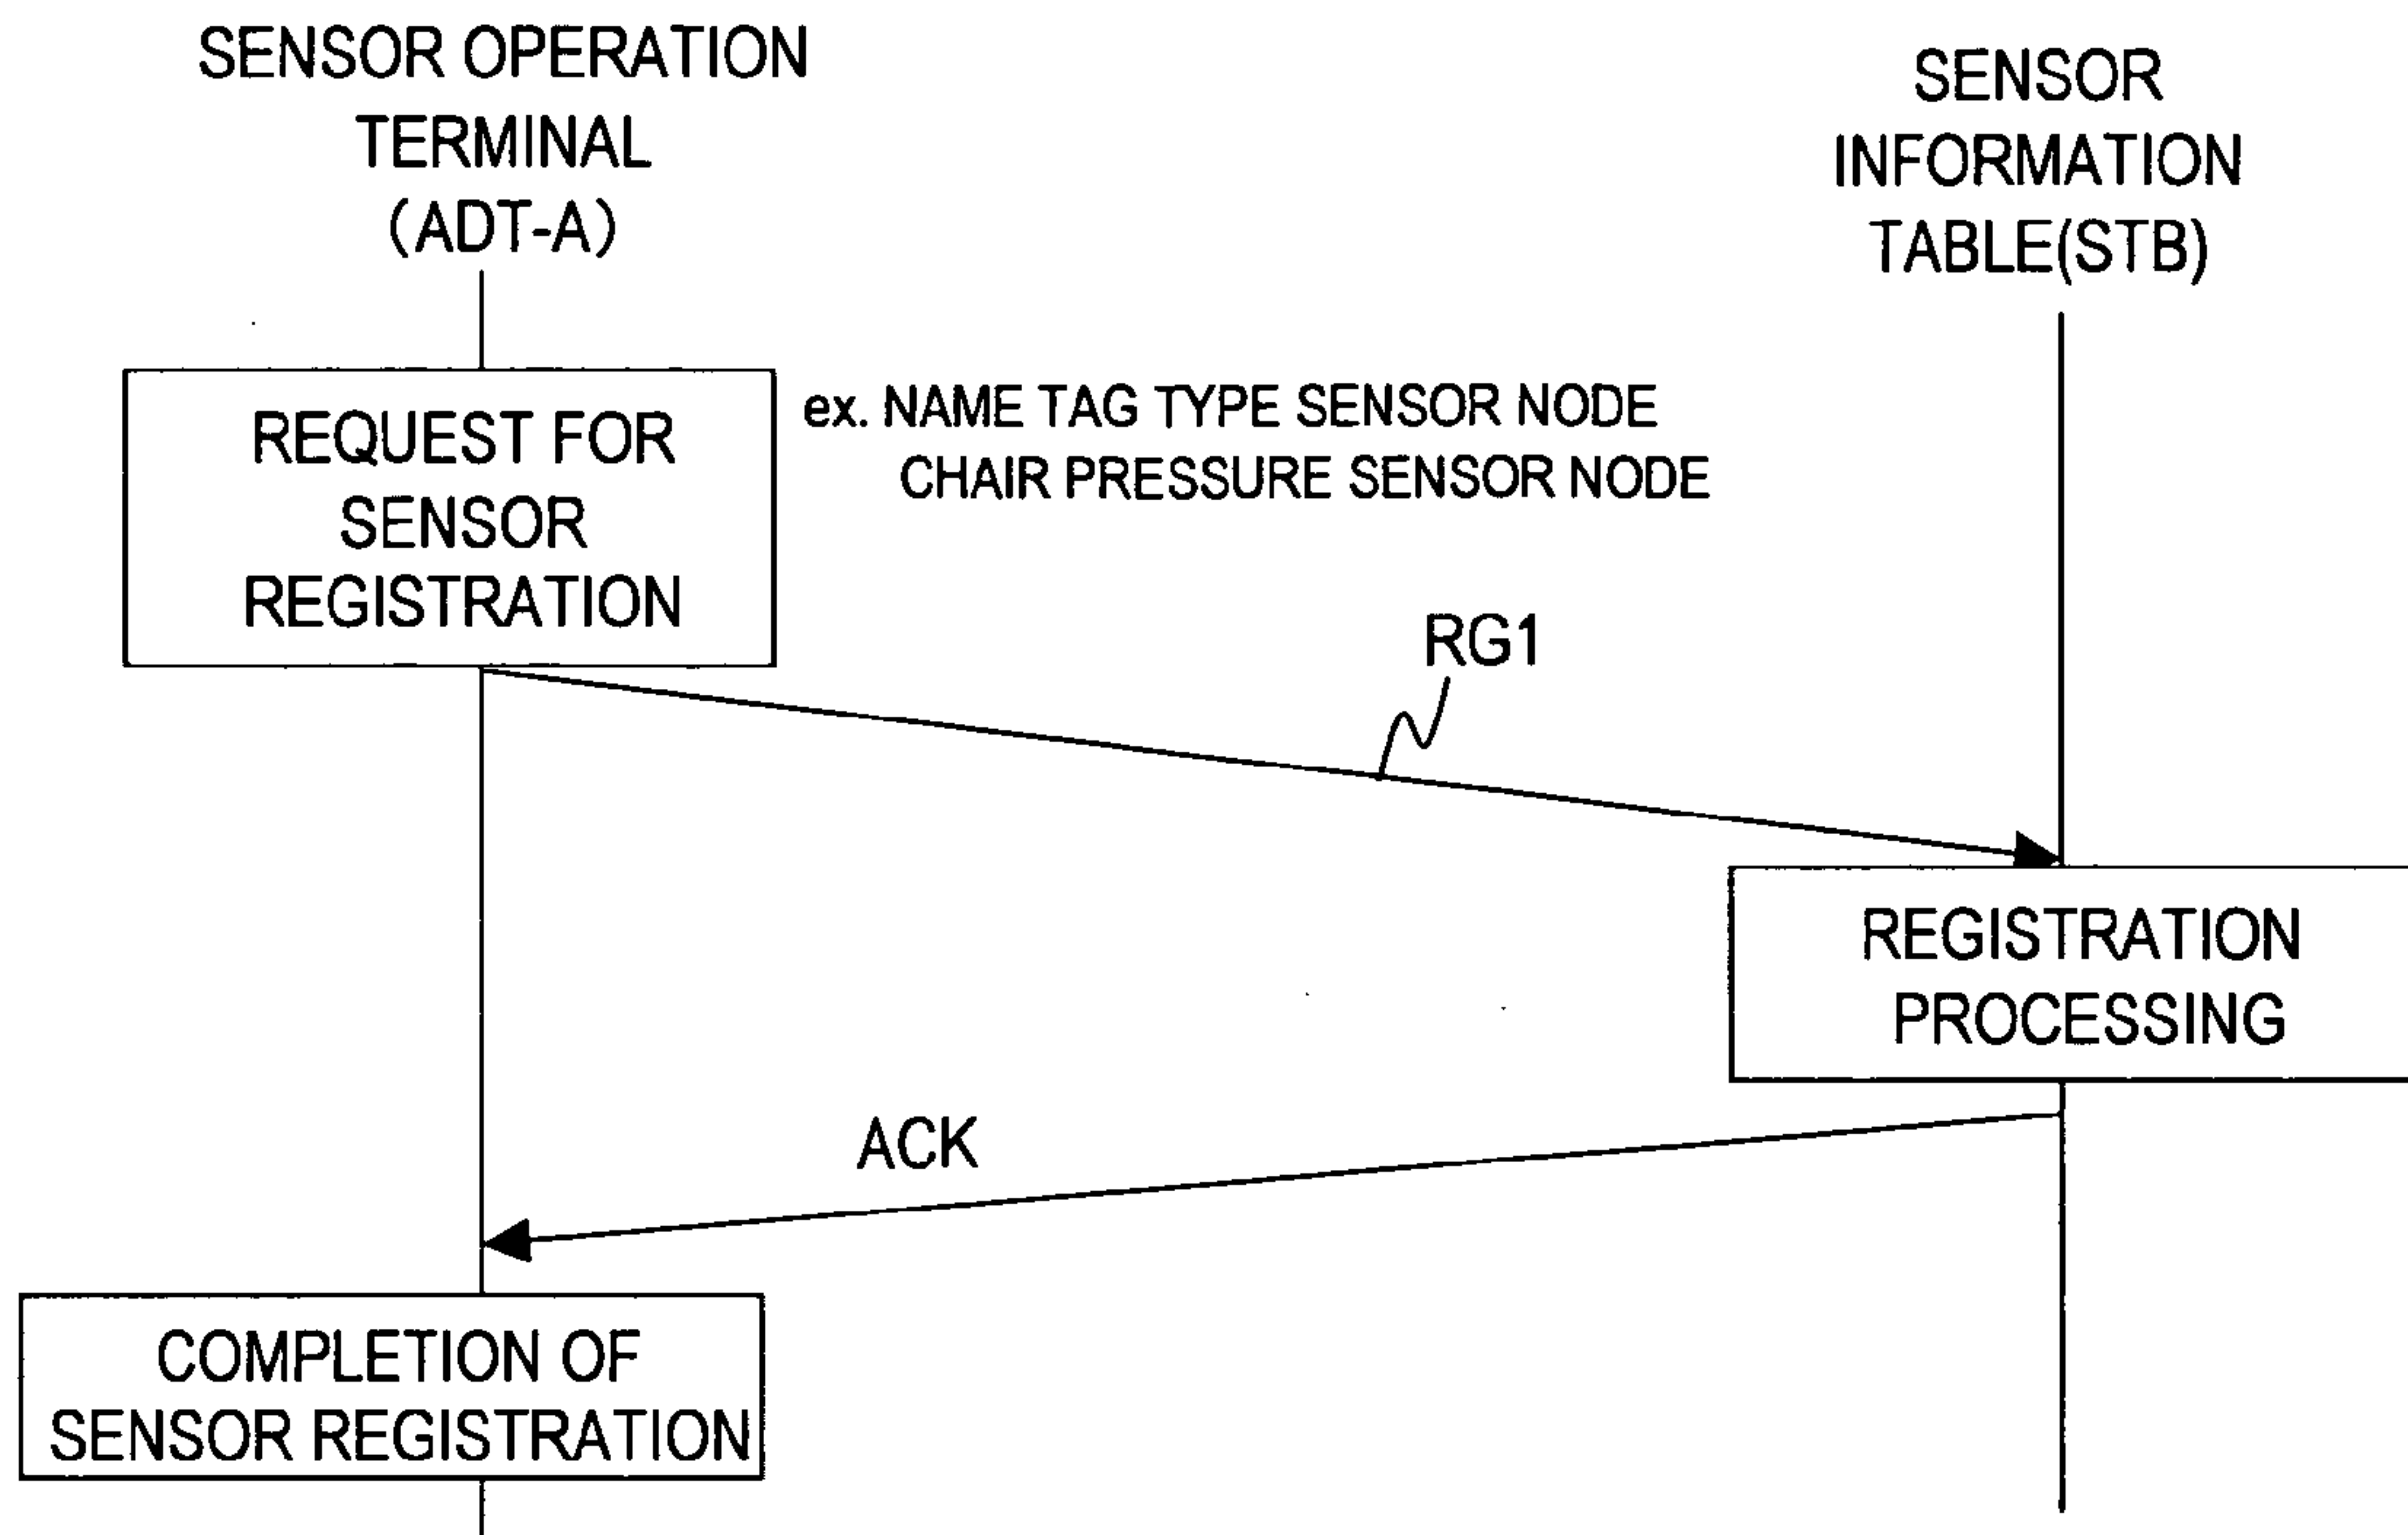 SENSOR OPERATION
TERMINAL
(ADT-A)
SENSOR
INFORMATION
TABLE(STB)
REQUEST FOR
SENSOR
REGISTRATION
ex. NAME TAG TYPE SENSOR NODE
CHAIR PRESSURE SENSOR NODE
RG1
REGISTRATION
PROCESSING
ACK
COMPLETION OF
SENSOR REGISTRATION